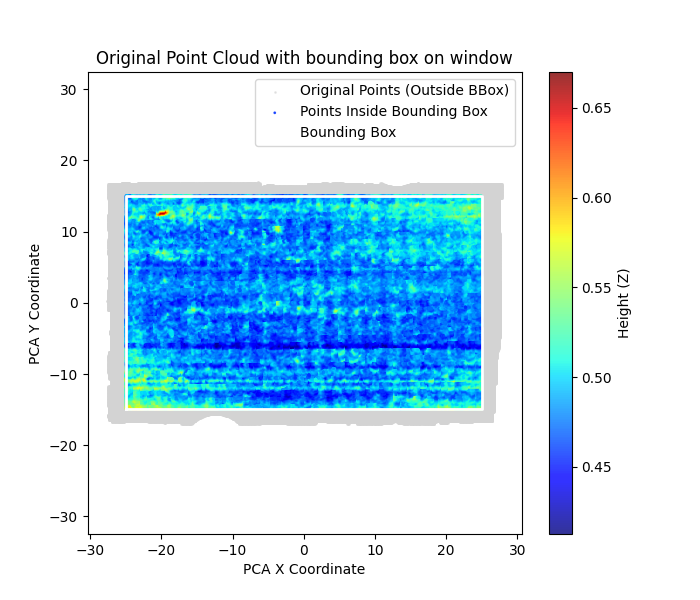 Original Point Cloud with bounding box on window
Original Points (Outside BBox)
Points Inside Bounding Box
Bounding Box
30
20
10
0
−10
−20
−30
PCA Y Coordinate
−30 −20 −10 0 10 20 30
PCA X Coordinate
0.65
0.60
0.55
0.50
0.45
Height (Z)